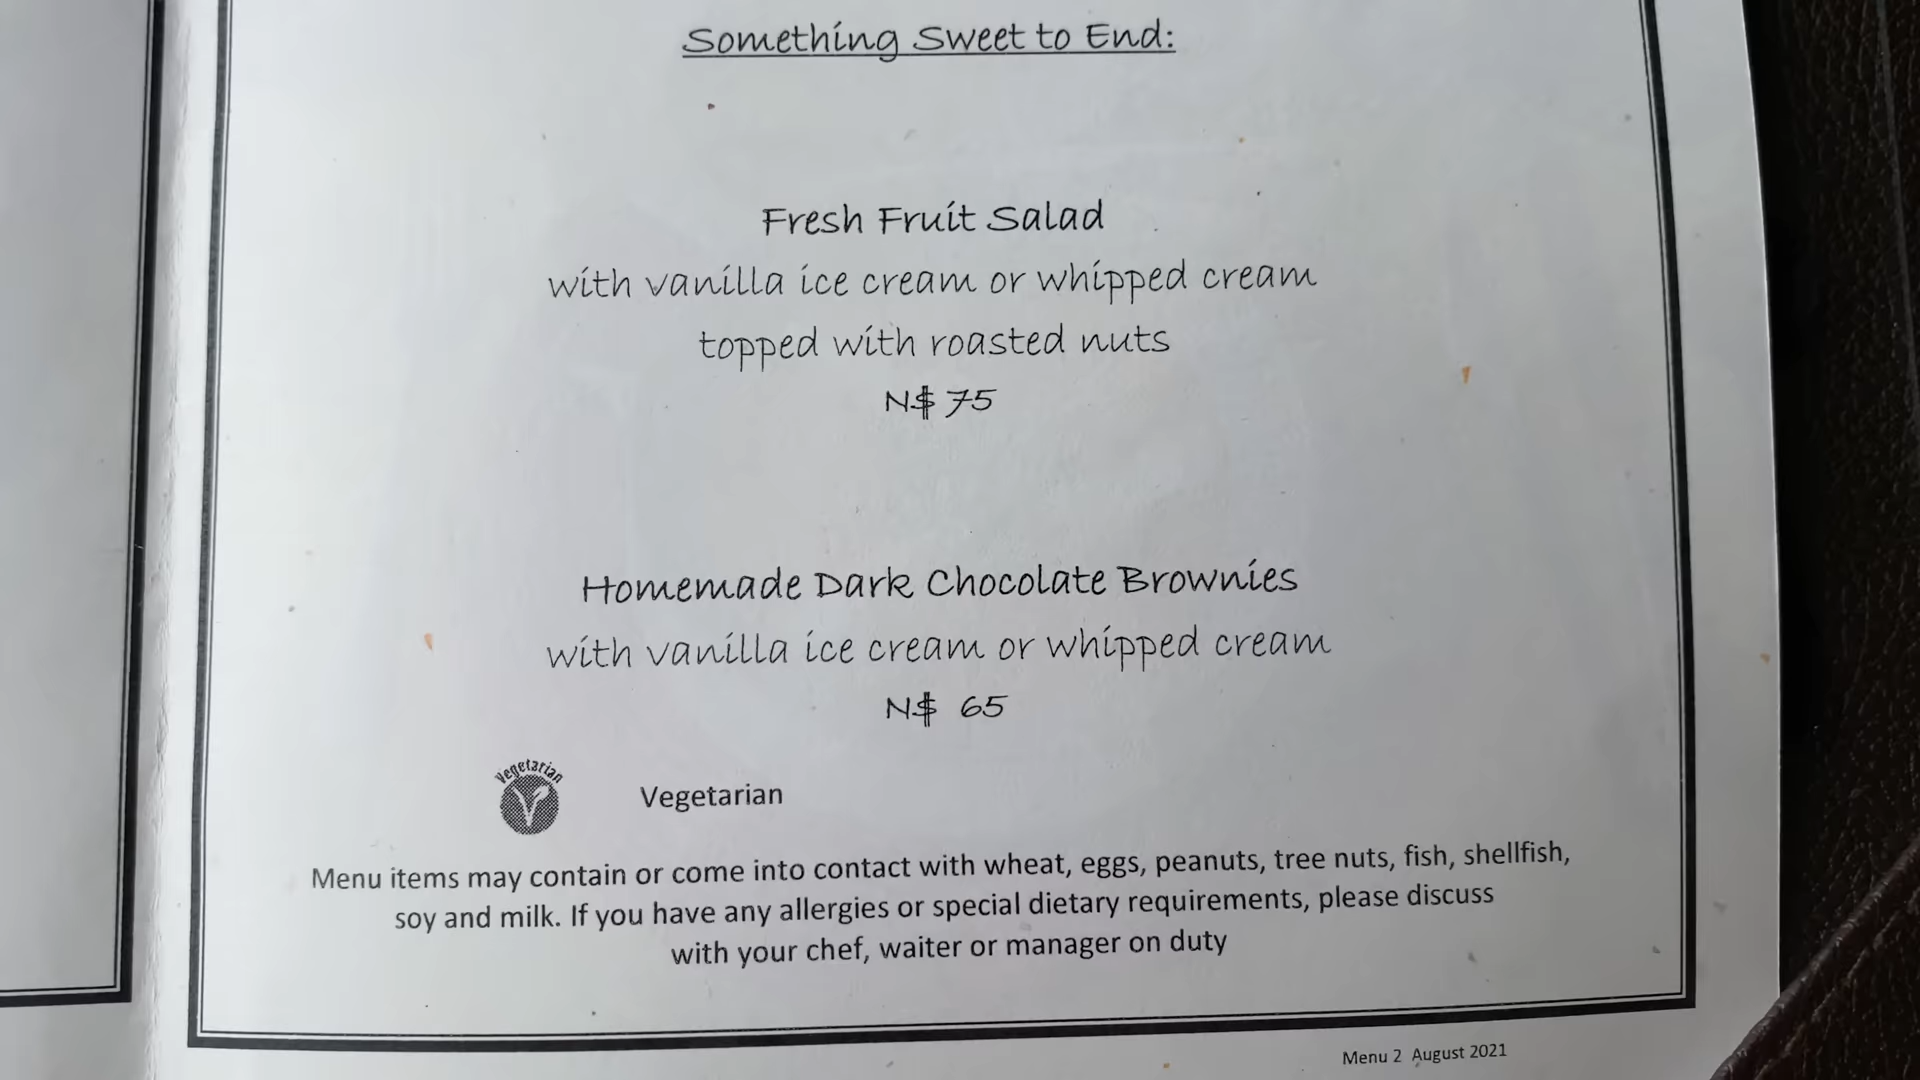 Something Sweet to End:
Fresh Fruit Salad
with vanilla ice cream or whipped cream
topped with roasted nuts
N$ 75
Homemade Dark Chocolate Brownies
with vanilla ice cream or whipped cream
N$ 65
Vegetarian
Vegetarian
Menu items may contain or come into contact with wheat, eggs, peanuts, tree nuts, fish, shellfish,
soy and milk. If you have any allergies or special dietary requirements, please discuss
with your chef, waiter or manager on duty
Menu 2 August 2021